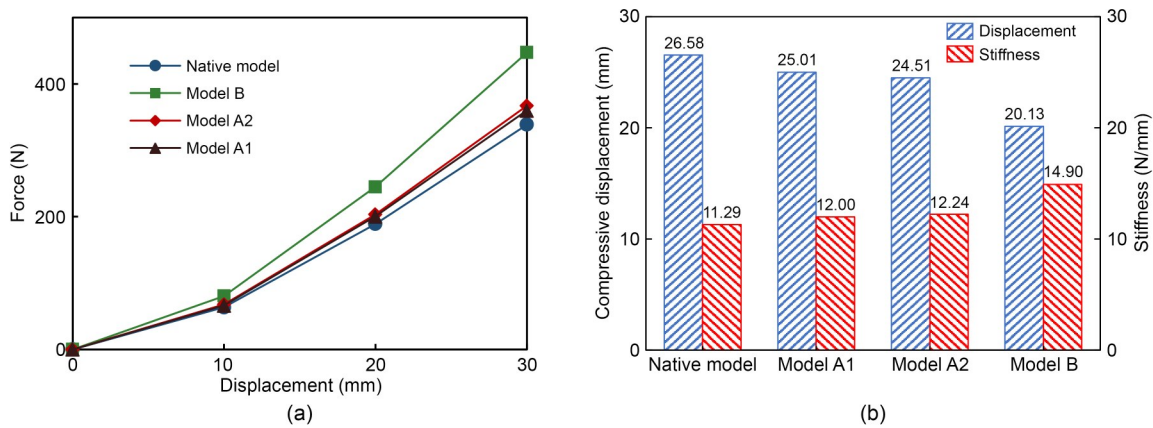 (a)
Force (N)
400
200
0
Native model
Model B
Model A2
Model A1
0
10
20
30
Displacement (mm)
(b)
Compressive displacement (mm)
30
20
10
0
Displacement
Stiffness
26.58
11.29
25.01
12.00
24.51
12.24
20.13
14.90
Native model
Model A1
Model A2
Model B
30
20
10
0
Stiffness (N/mm)